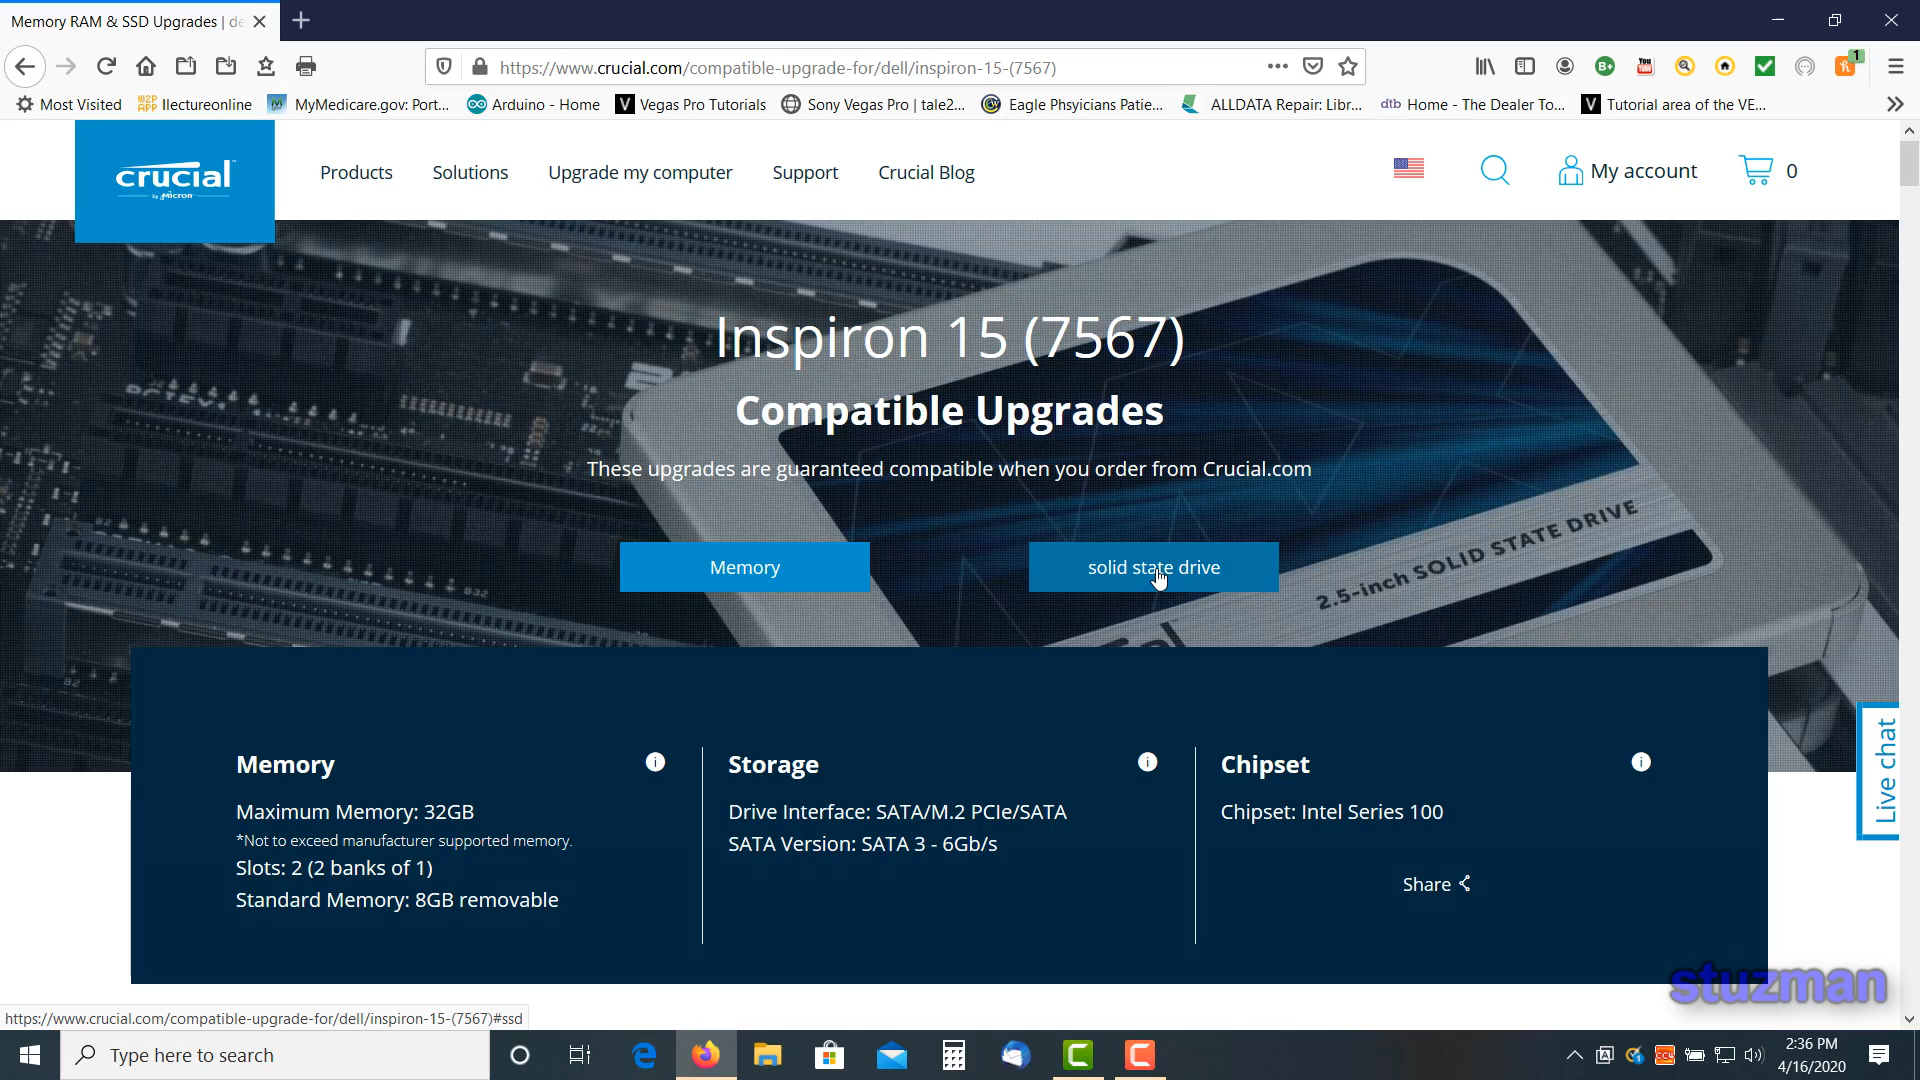 Memory RAM & SSD Upgrades | de
https://www.crucial.com/compatible-upgrade-for/dell/inspiron-15-(7567)
1
Most Visited
W2P APP Ilectureonline
MyMedicare.gov: Port...
Arduino - Home
V Vegas Pro Tutorials
Sony Vegas Pro | tale2...
Eagle Phsyicians Patie...
ALLDATA Repair: Libr...
dtb Home - The Dealer To...
V Tutorial area of the VE...
crucial
by Micron
Products
Solutions
Upgrade my computer
Support
Crucial Blog
My account
0
Inspiron 15 (7567)
Compatible Upgrades
These upgrades are guaranteed compatible when you order from Crucial.com
Memory
solid state drive
2.5-inch SOLID STATE DRIVE
Memory
Maximum Memory: 32GB
*Not to exceed manufacturer supported memory.
Slots: 2 (2 banks of 1)
Standard Memory: 8GB removable
Storage
Drive Interface: SATA/M.2 PCIe/SATA
SATA Version: SATA 3 - 6Gb/s
Chipset
Chipset: Intel Series 100
Share
Live chat
stuzman
https://www.crucial.com/compatible-upgrade-for/dell/inspiron-15-(7567)#ssd
Type here to search
2:36 PM
4/16/2020